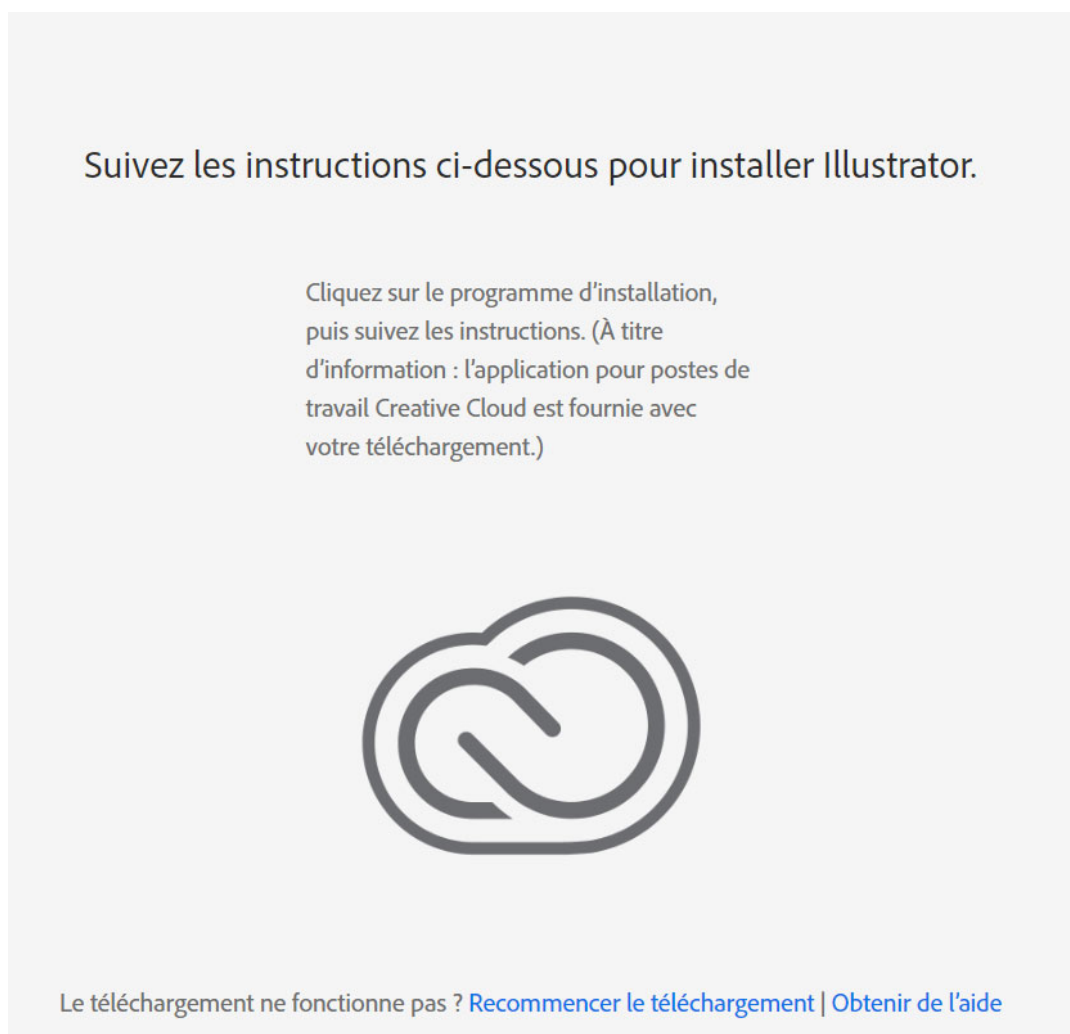 Suivez les instructions ci-dessous pour installer Illustrator.
Cliquez sur le programme d’installation,
puis suivez les instructions. (À titre
d’information : l’application pour postes de
travail Creative Cloud est fournie avec
votre téléchargement.)
Le téléchargement ne fonctionne pas ? Recommencer le téléchargement | Obtenir de l’aide